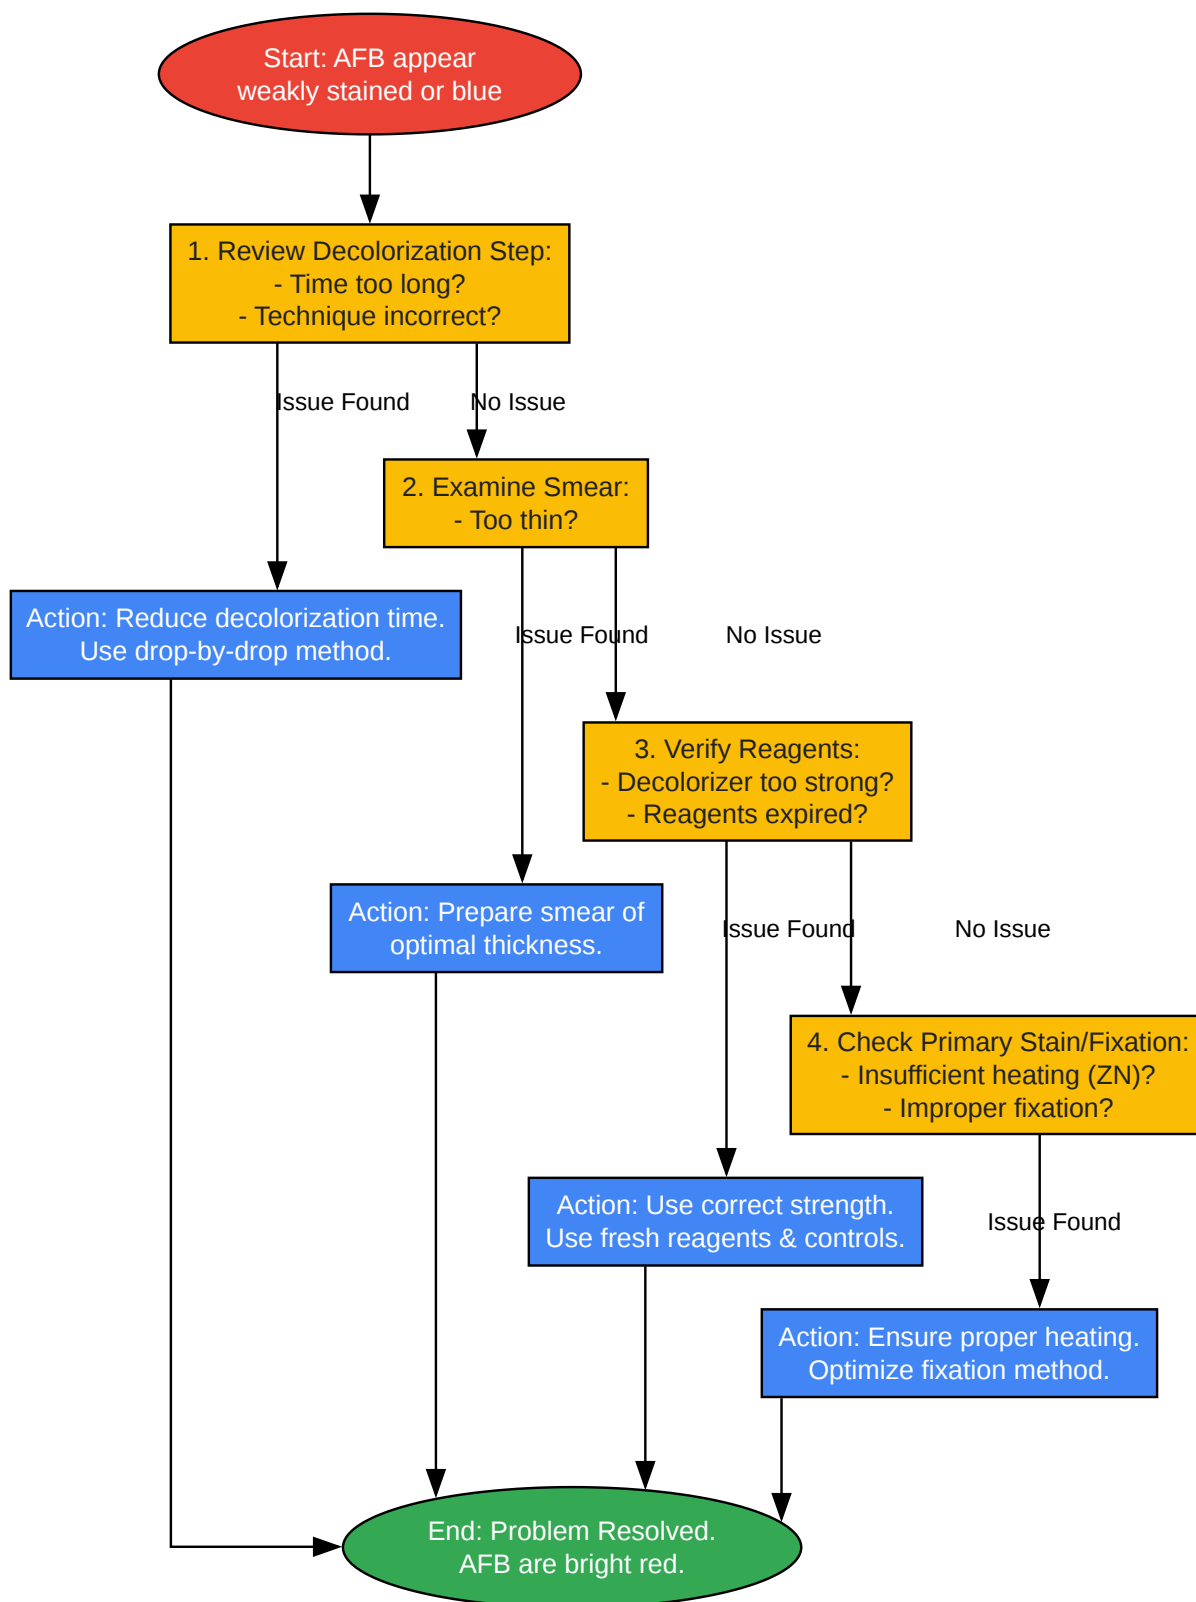 Start: AFB appear
weakly stained or blue
1. Review Decolorization Step:
- Time too long?
- Technique incorrect?
Issue Found
No Issue
2. Examine Smear:
- Too thin?
Action: Reduce decolorization time.
Use drop-by-drop method.
Issue Found
No Issue
3. Verify Reagents:
- Decolorizer too strong?
- Reagents expired?
Action: Prepare smear of
optimal thickness.
Issue Found
No Issue
4. Check Primary Stain/Fixation:
- Insufficient heating (ZN)?
- Improper fixation?
Action: Use correct strength.
Use fresh reagents & controls.
Issue Found
Action: Ensure proper heating.
Optimize fixation method.
End: Problem Resolved.
AFB are bright red.